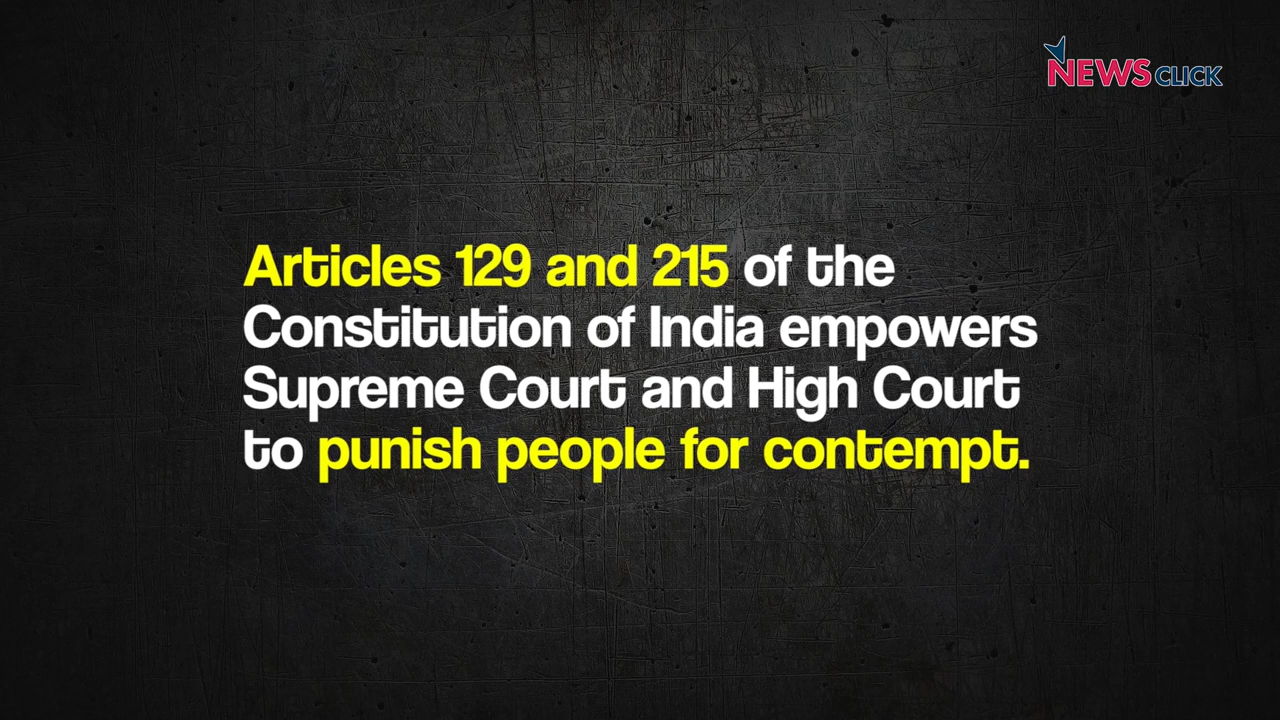 NEWSCLICK
Articles 129 and 215 of the
Constitution of India empowers
Supreme Court and High Court
to punish people for contempt.